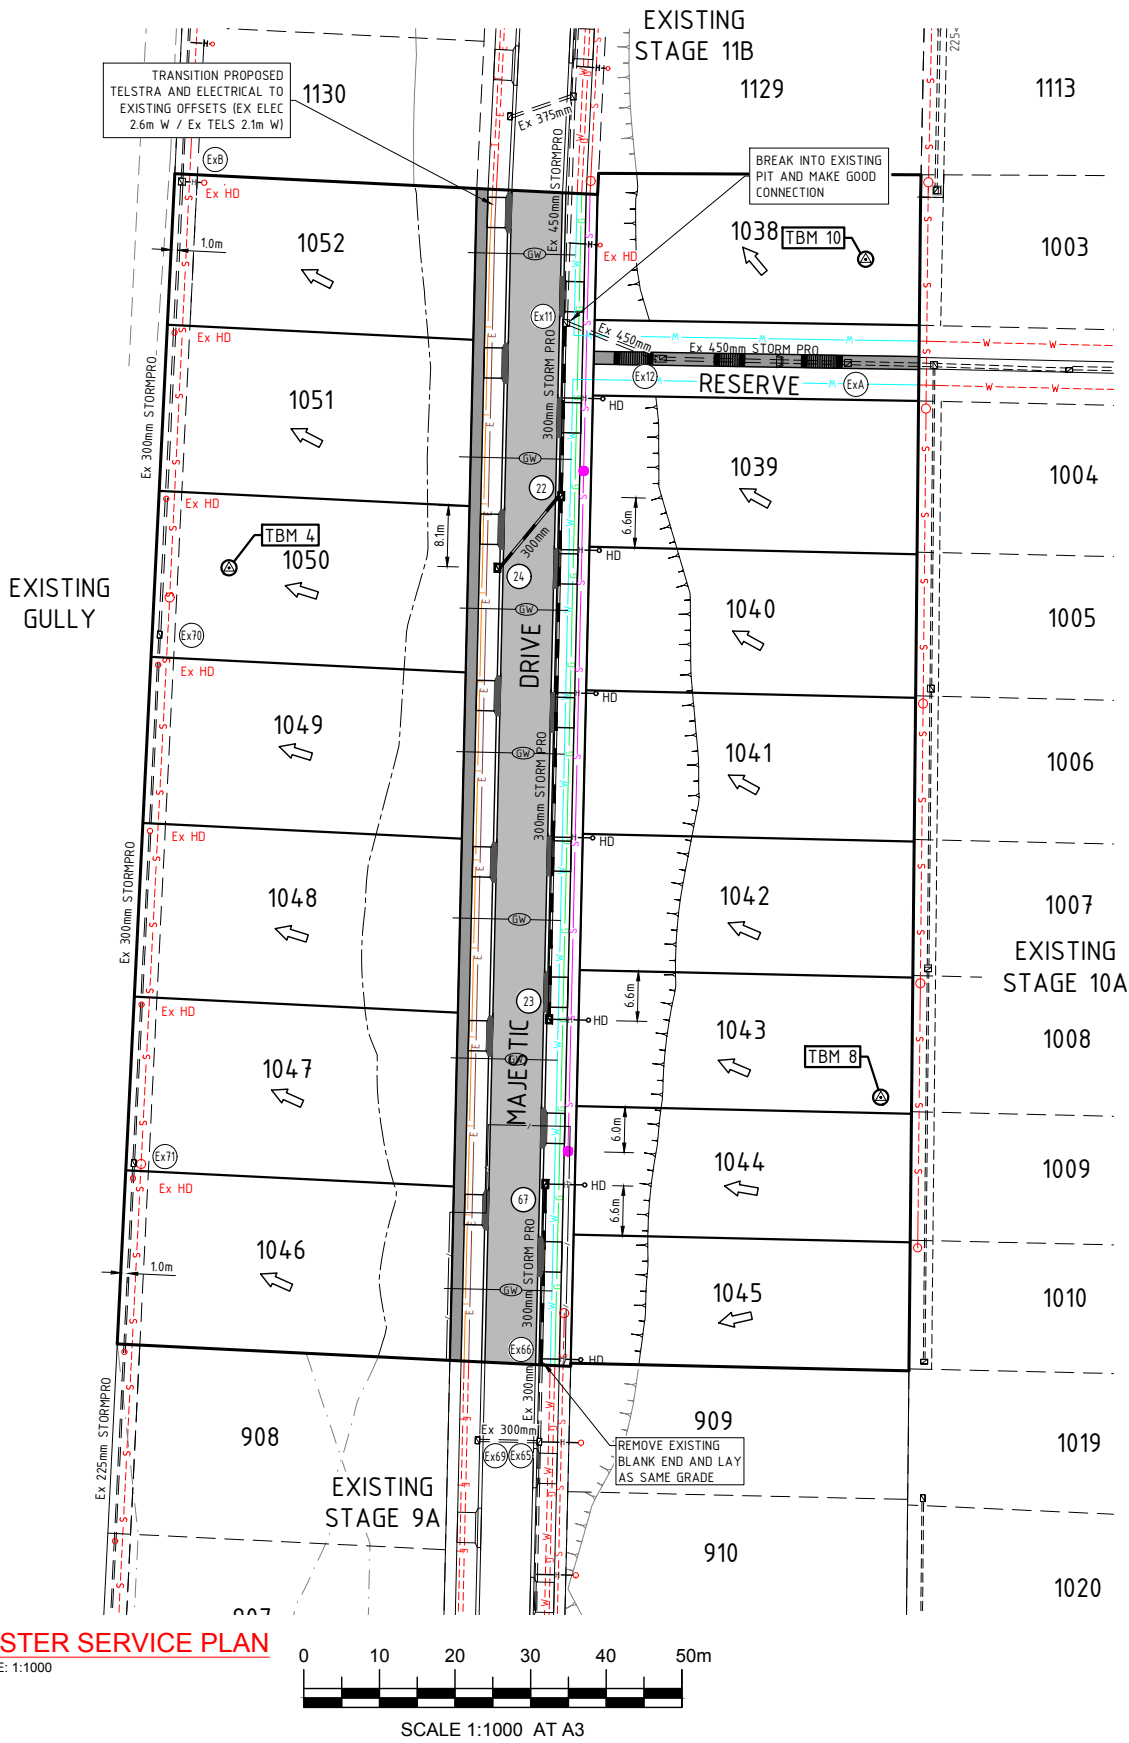 EXISTING
STAGE 11B
225
TRANSITION PROPOSED
TELSTRA AND ELECTRICAL TO
EXISTING OFFSETS (EX ELEC
2.6m W / Ex TELS 2.1m W)
1130
1129
1113
Ex 375mm
BREAK INTO EXISTING
PIT AND MAKE GOOD
CONNECTION
ExB
Ex HD
1.0m
1052
Ex 450mm STORMPRO
GW
Ex HD
1038
TBM 10
1003
Ex11
Ex HD
Ex 450mm
Ex 450mm STORM PRO
Ex12
RESERVE
ExA
HD
Ex 300mm STORMPRO
1051
300mm STORM PRO
GW
1039
1004
22
6.6m
Ex HD
8.1m
TBM 4
1050
300mm
24
HD
EXISTING
GULLY
GW
1040
1005
Ex70
DRIVE
Ex HD
HD
1049
GW
1041
1006
300mm STORM PRO
Ex HD
HD
Ex 300mm STORMPRO
1048
GW
1042
1007
EXISTING
STAGE 10A
23
6.6m
Ex HD
HD
MAJESTIC
1043
1008
GW
TBM 8
1047
6.0m
Ex71
1044
1009
Ex HD
67
HD
6.6m
1046
300mm STORM PRO
1.0m
GW
1045
1010
Ex66
HD
Ex 300mm
Ex 225mm STORMPRO
908
Ex 300mm
Ex69
Ex65
909
1019
REMOVE EXISTING
BLANK END AND LAY
AS SAME GRADE
EXISTING
STAGE 9A
910
1020
907
STER SERVICE PLAN
E: 1:1000
0 10 20 30 40 50m
SCALE 1:1000 AT A3